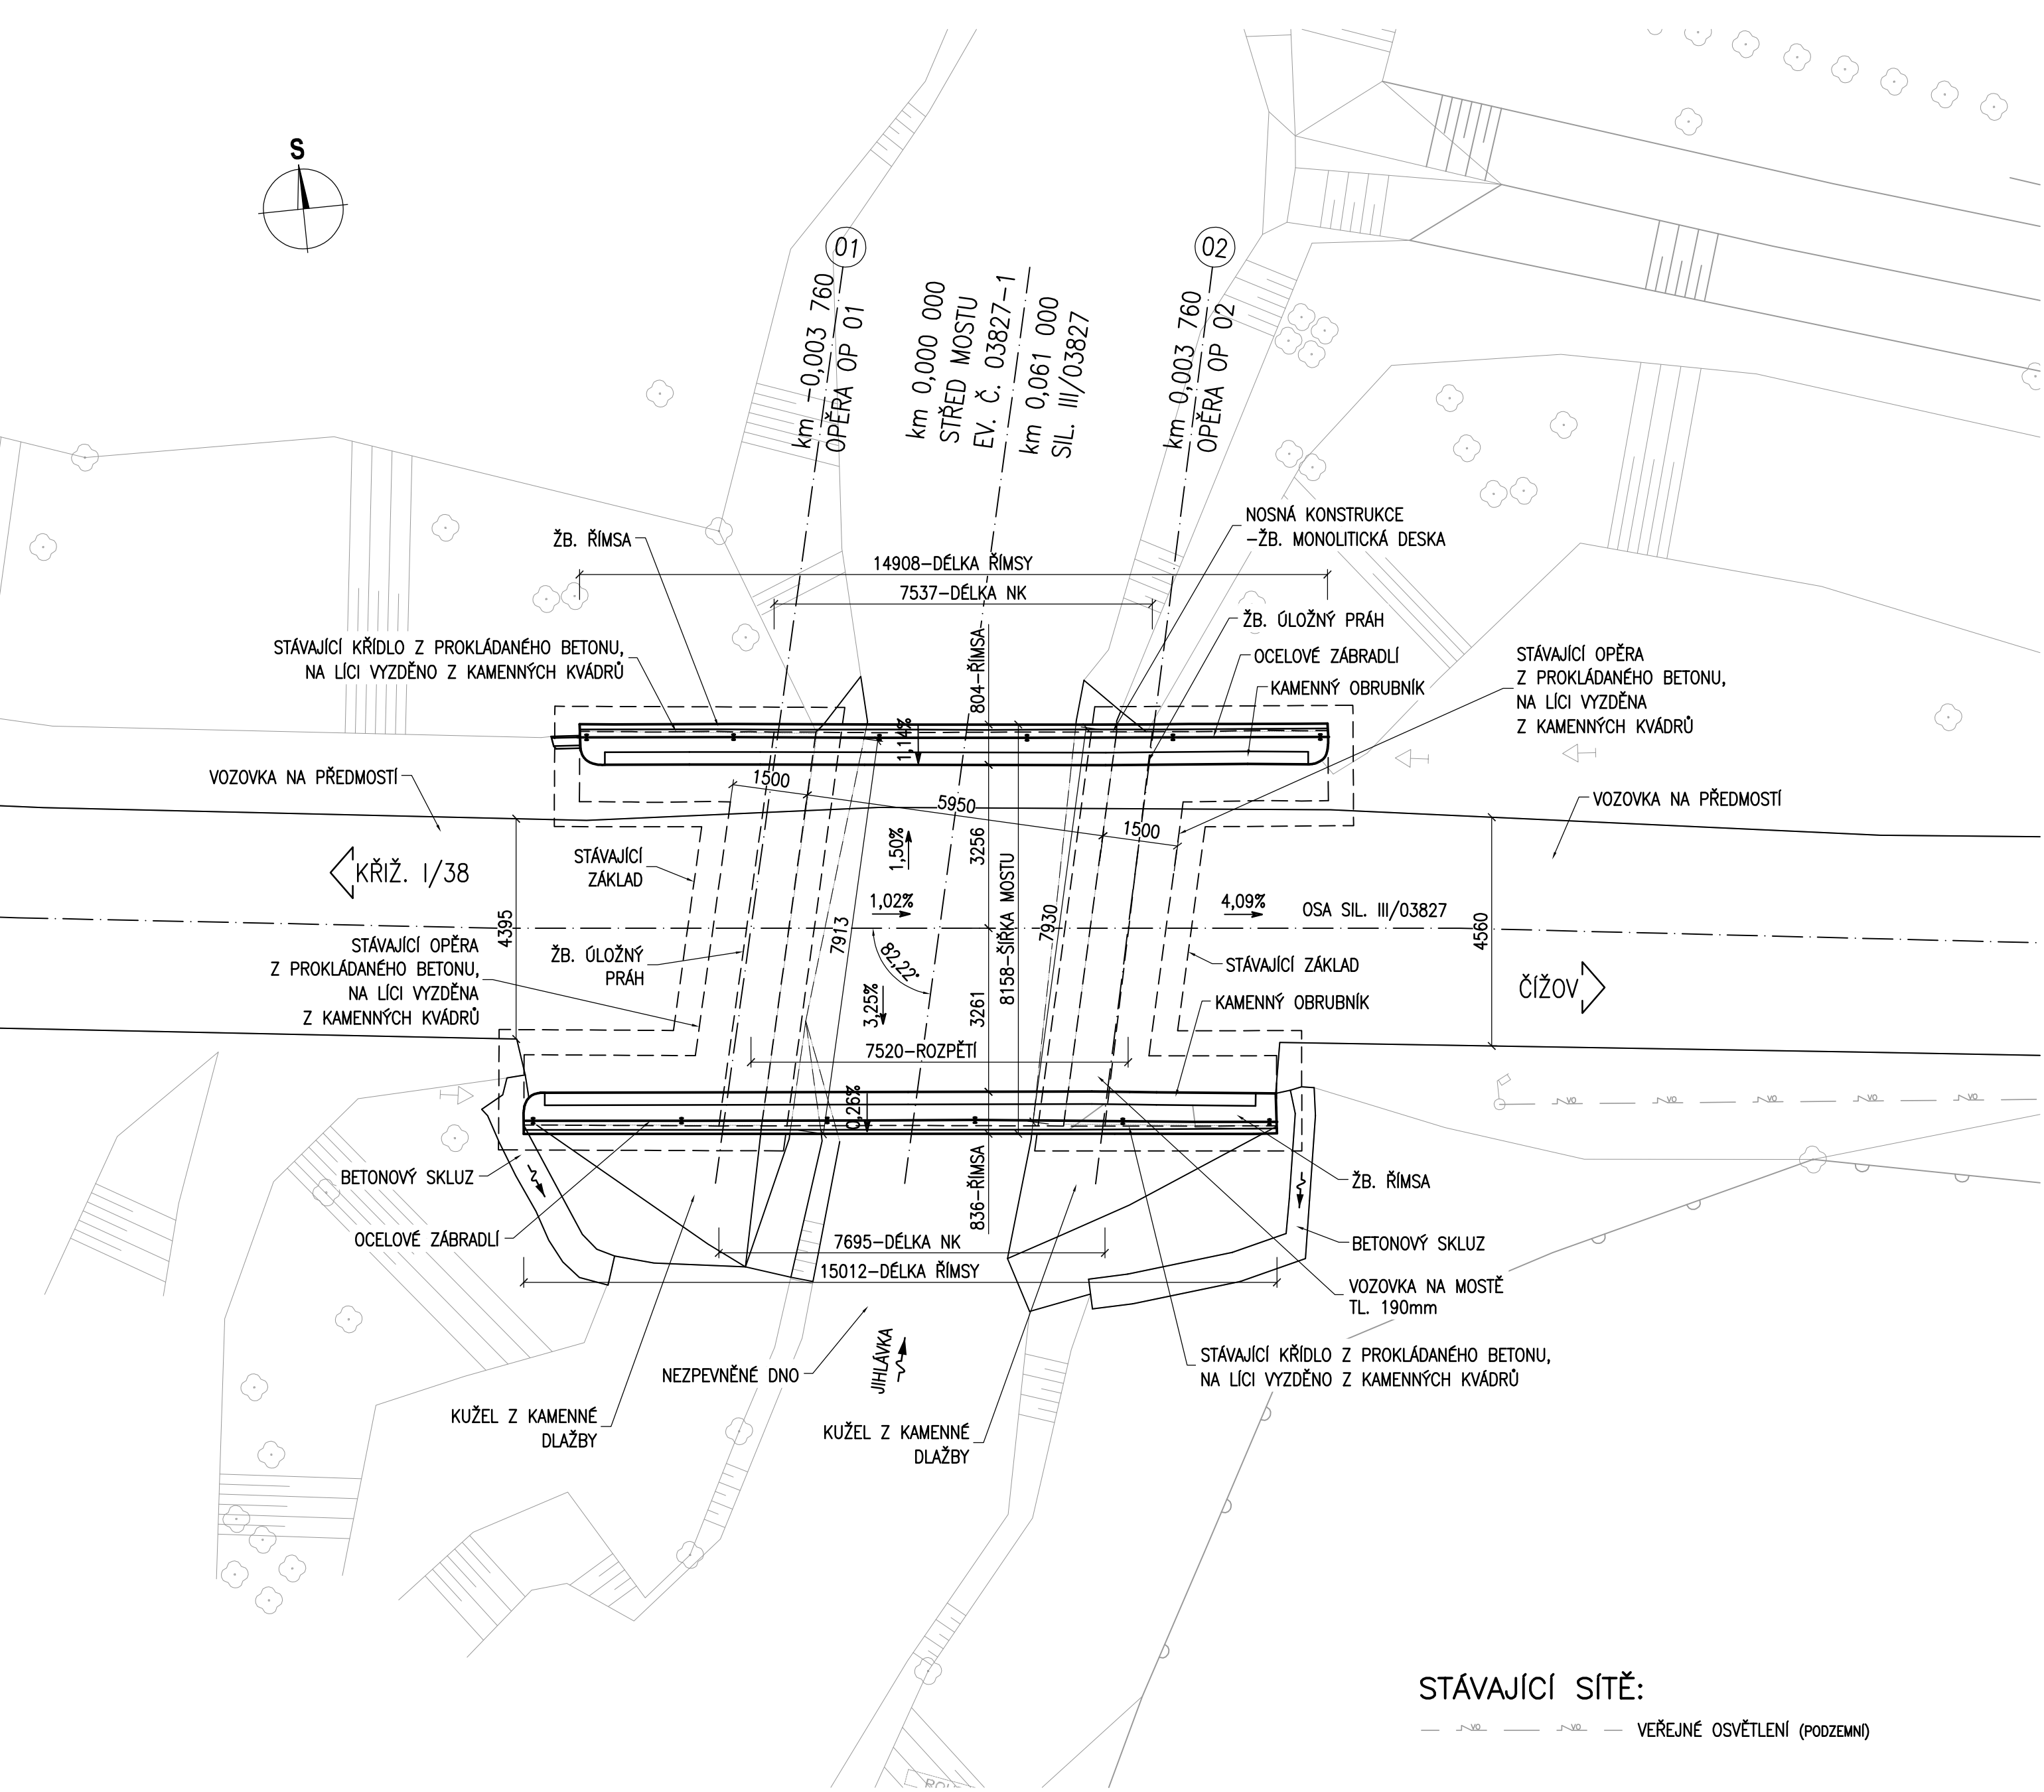 S
01
02
km -0,003 760
OPĚRA OP 01
km 0,000 000
STŘED MOSTU
EV. Č. 03827-1
km 0,061 000
SIL. III/03827
km 0,003 760
OPĚRA OP 02
NOSNÁ KONSTRUKCE
-ŽB. MONOLITICKÁ DESKA
ŽB. ŘÍMSA
14908-DÉLKA ŘÍMSY
7537-DÉLKA NK
ŽB. ÚLOŽNÝ PRÁH
STÁVAJÍCÍ KŘÍDLO Z PROKLÁDANÉHO BETONU,
NA LÍCI VYZDĚNO Z KAMENNÝCH KVÁDRŮ
804-ŘÍMSA
OCELOVÉ ZÁBRADLÍ
KAMENNÝ OBRUBNÍK
STÁVAJÍCÍ OPĚRA
Z PROKLÁDANÉHO BETONU,
NA LÍCI VYZDĚNA
Z KAMENNÝCH KVÁDRŮ
1,14%
VOZOVKA NA PŘEDMOSTÍ
1500
5950
1500
VOZOVKA NA PŘEDMOSTÍ
STÁVAJÍCÍ
ZÁKLAD
1,50%
3256
8158-ŠÍŘKA MOSTU
KŘIŽ. I/38
1,02%
4,09%
OSA SIL. III/03827
4395
7913
7930
4560
82,22°
STÁVAJÍCÍ OPĚRA
Z PROKLÁDANÉHO BETONU,
NA LÍCI VYZDĚNA
Z KAMENNÝCH KVÁDRŮ
ŽB. ÚLOŽNÝ
PRÁH
STÁVAJÍCÍ ZÁKLAD
ČÍŽOV
3,25%
3261
KAMENNÝ OBRUBNÍK
7520-ROZPĚTÍ
0,26%
VO
VO
VO
VO
VO
BETONOVÝ SKLUZ
836-ŘÍMSA
ŽB. ŘÍMSA
OCELOVÉ ZÁBRADLÍ
7695-DÉLKA NK
BETONOVÝ SKLUZ
15012-DÉLKA ŘÍMSY
VOZOVKA NA MOSTĚ
TL. 190mm
JIHLÁVKA
NEZPEVNĚNÉ DNO
STÁVAJÍCÍ KŘÍDLO Z PROKLÁDANÉHO BETONU,
NA LÍCI VYZDĚNO Z KAMENNÝCH KVÁDRŮ
KUŽEL Z KAMENNÉ
DLAŽBY
KUŽEL Z KAMENNÉ
DLAŽBY
STÁVAJÍCÍ SÍTĚ:
VO
VO
VEŘEJNÉ OSVĚTLENÍ (PODZEMNÍ)